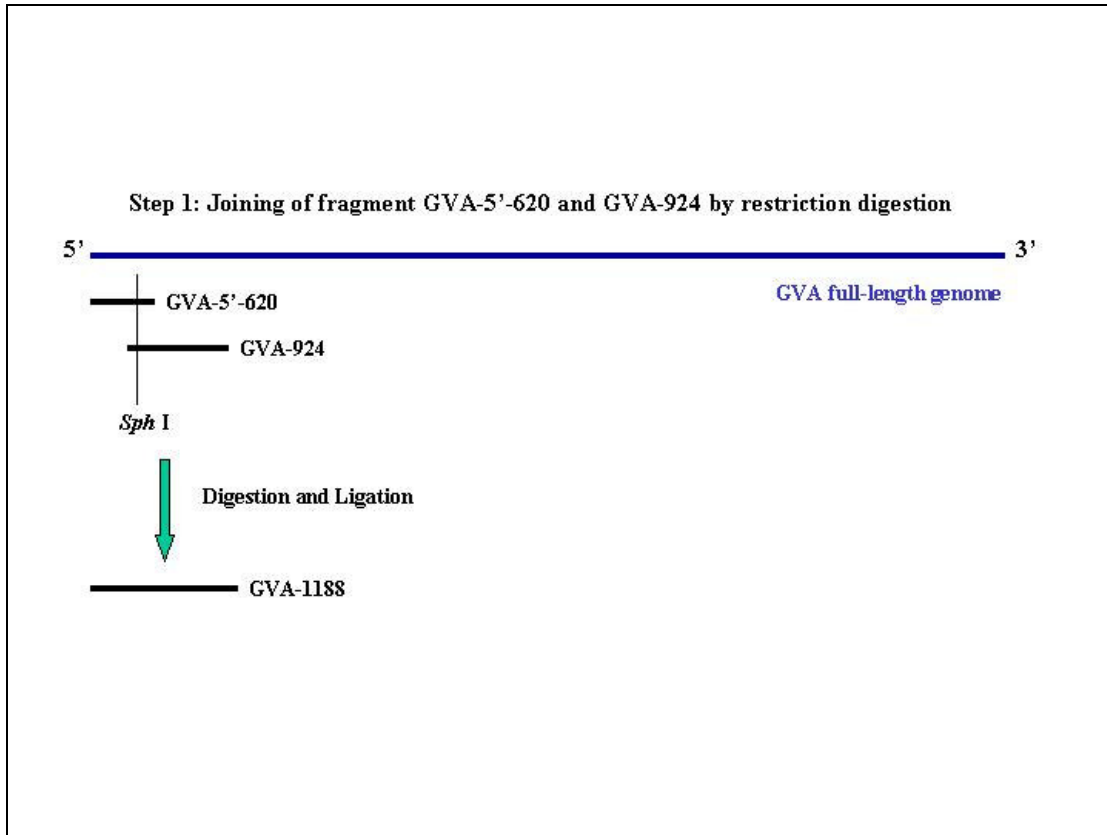 Step 1: Joining of fragment GVA-5’-620 and GVA-924 by restriction digestion
5’
3’
GVA-5’-620
GVA full-length genome
GVA-924
Sph I
Digestion and Ligation
GVA-1188